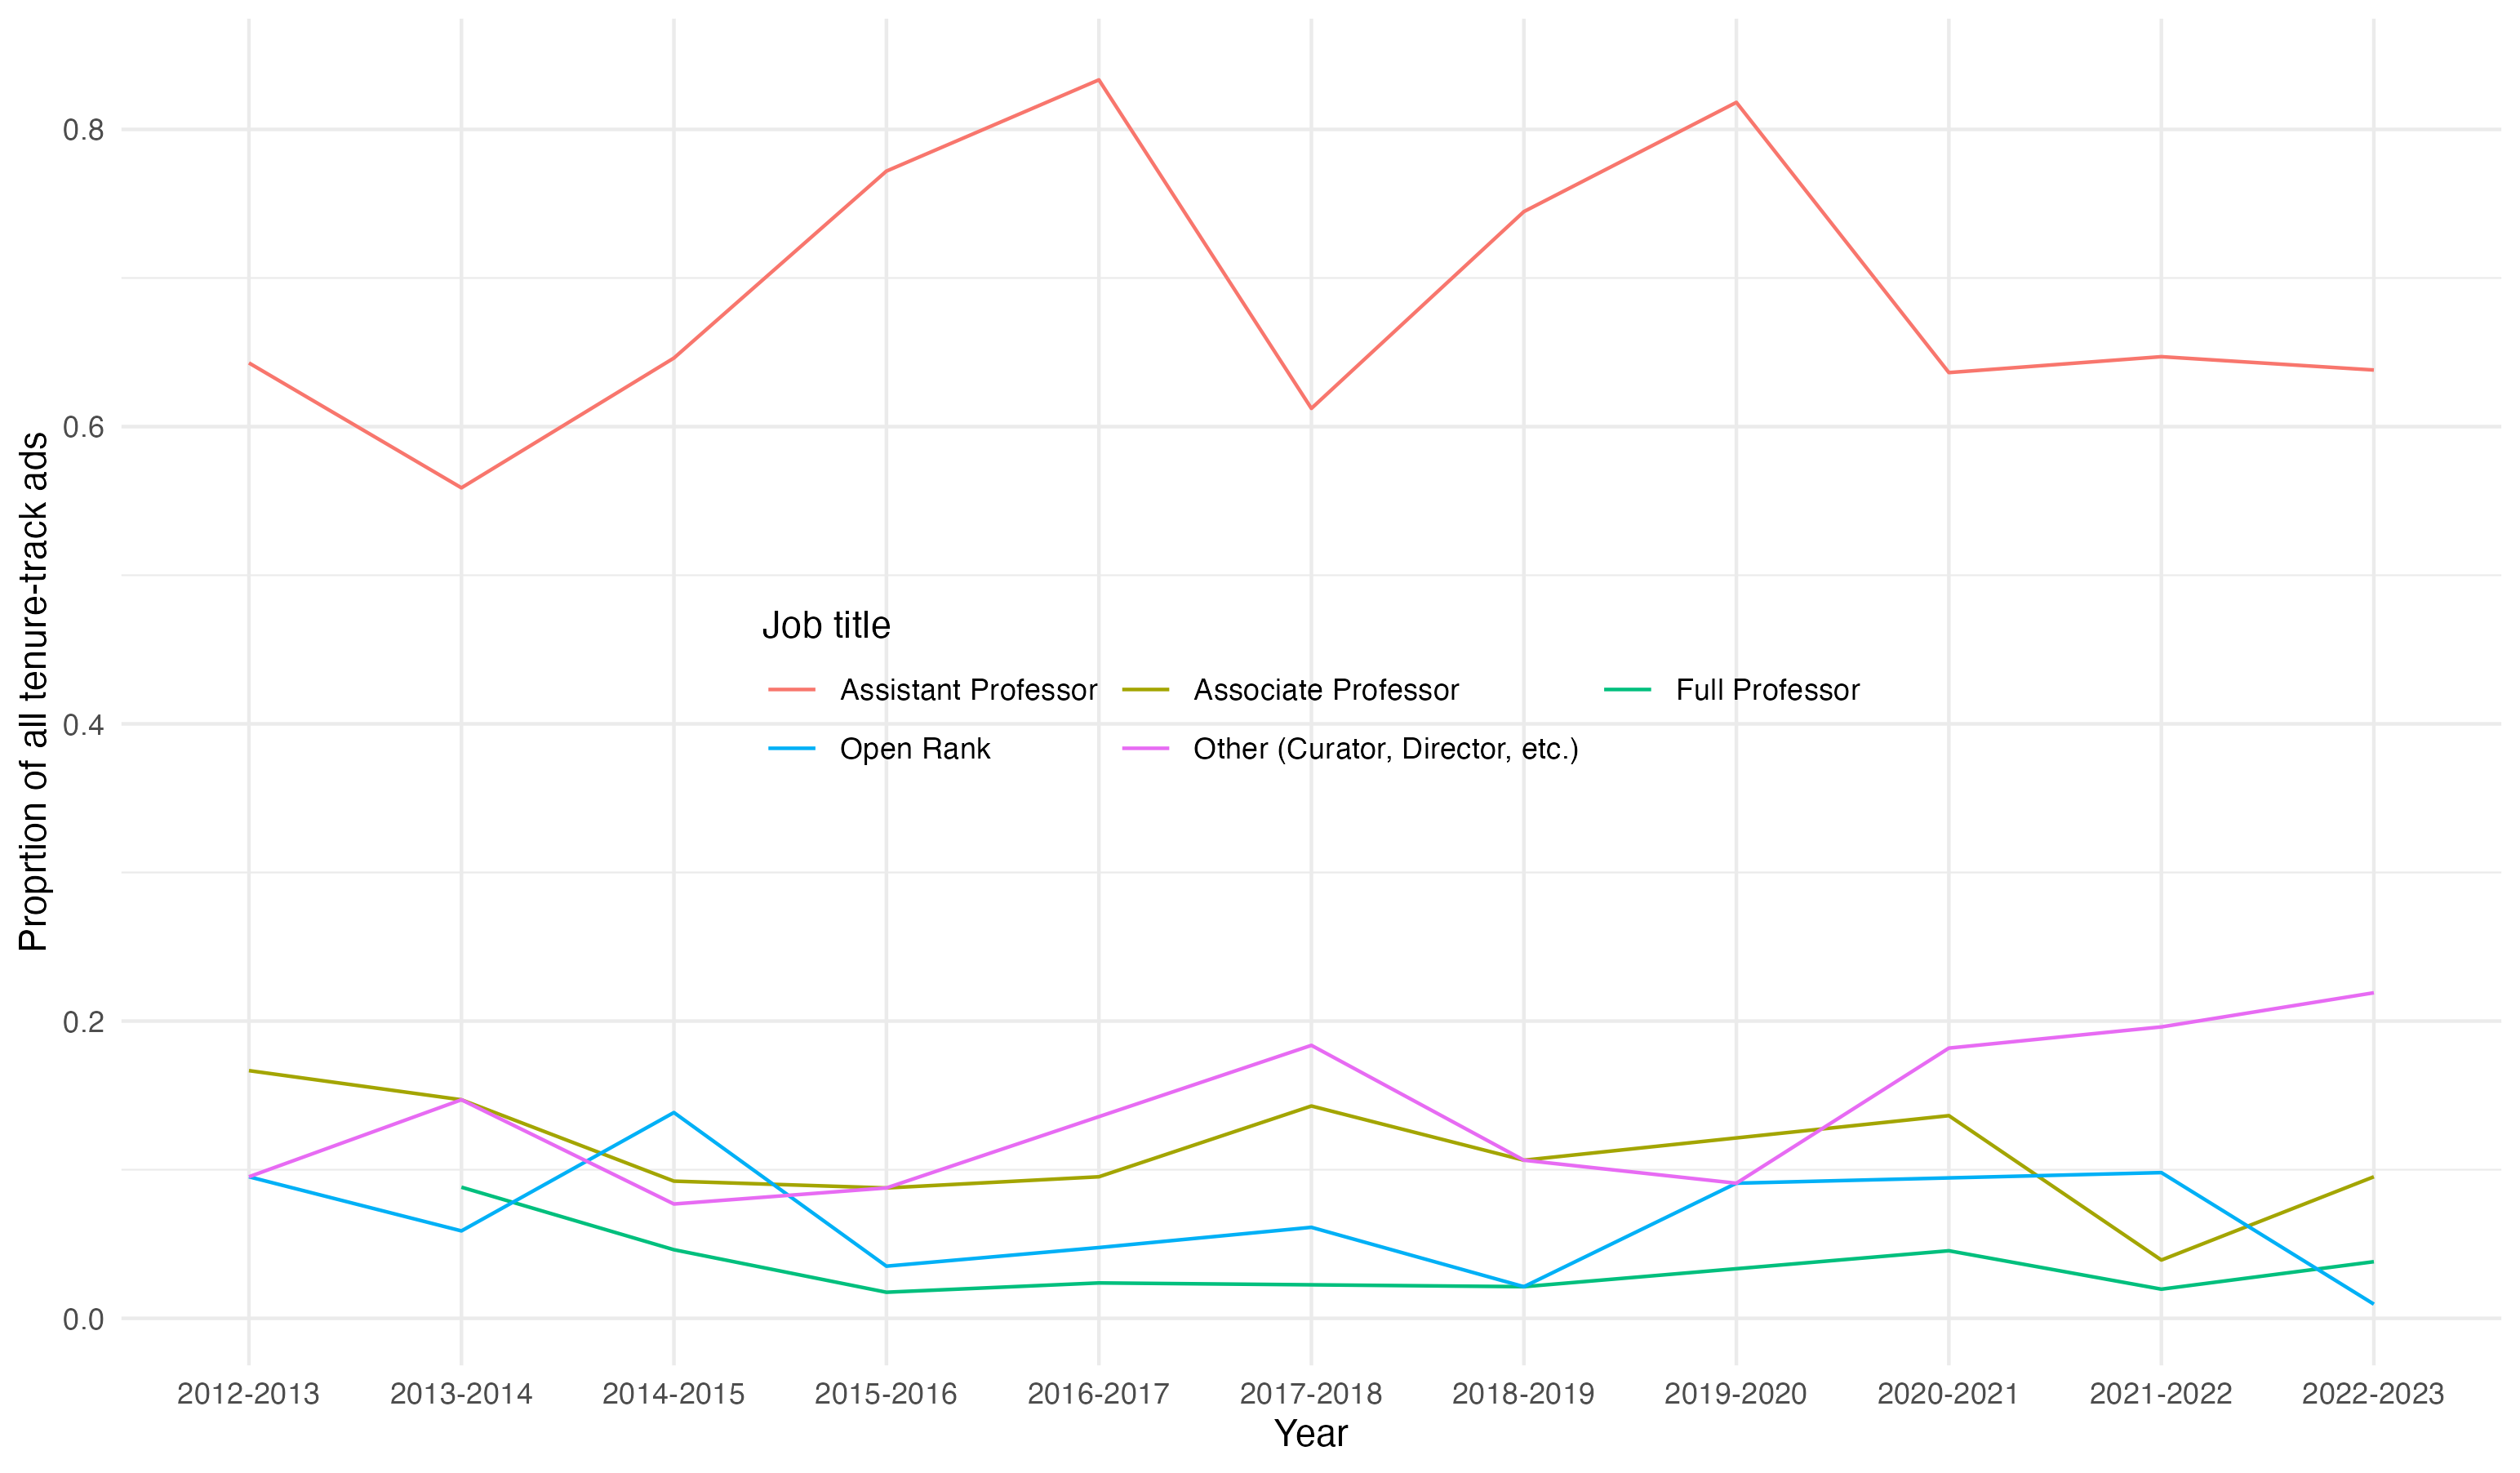 Proprtion of all tenure-track ads
0.8
0.6
0.4
0.2
0.0
Job title
Assistant Professor Associate Professor Full Professor
Open Rank Other (Curator, Director, etc.)
2012-2013 2013-2014 2014-2015 2015-2016 2016-2017 2017-2018 2018-2019 2019-2020 2020-2021 2021-2022 2022-2023
Year